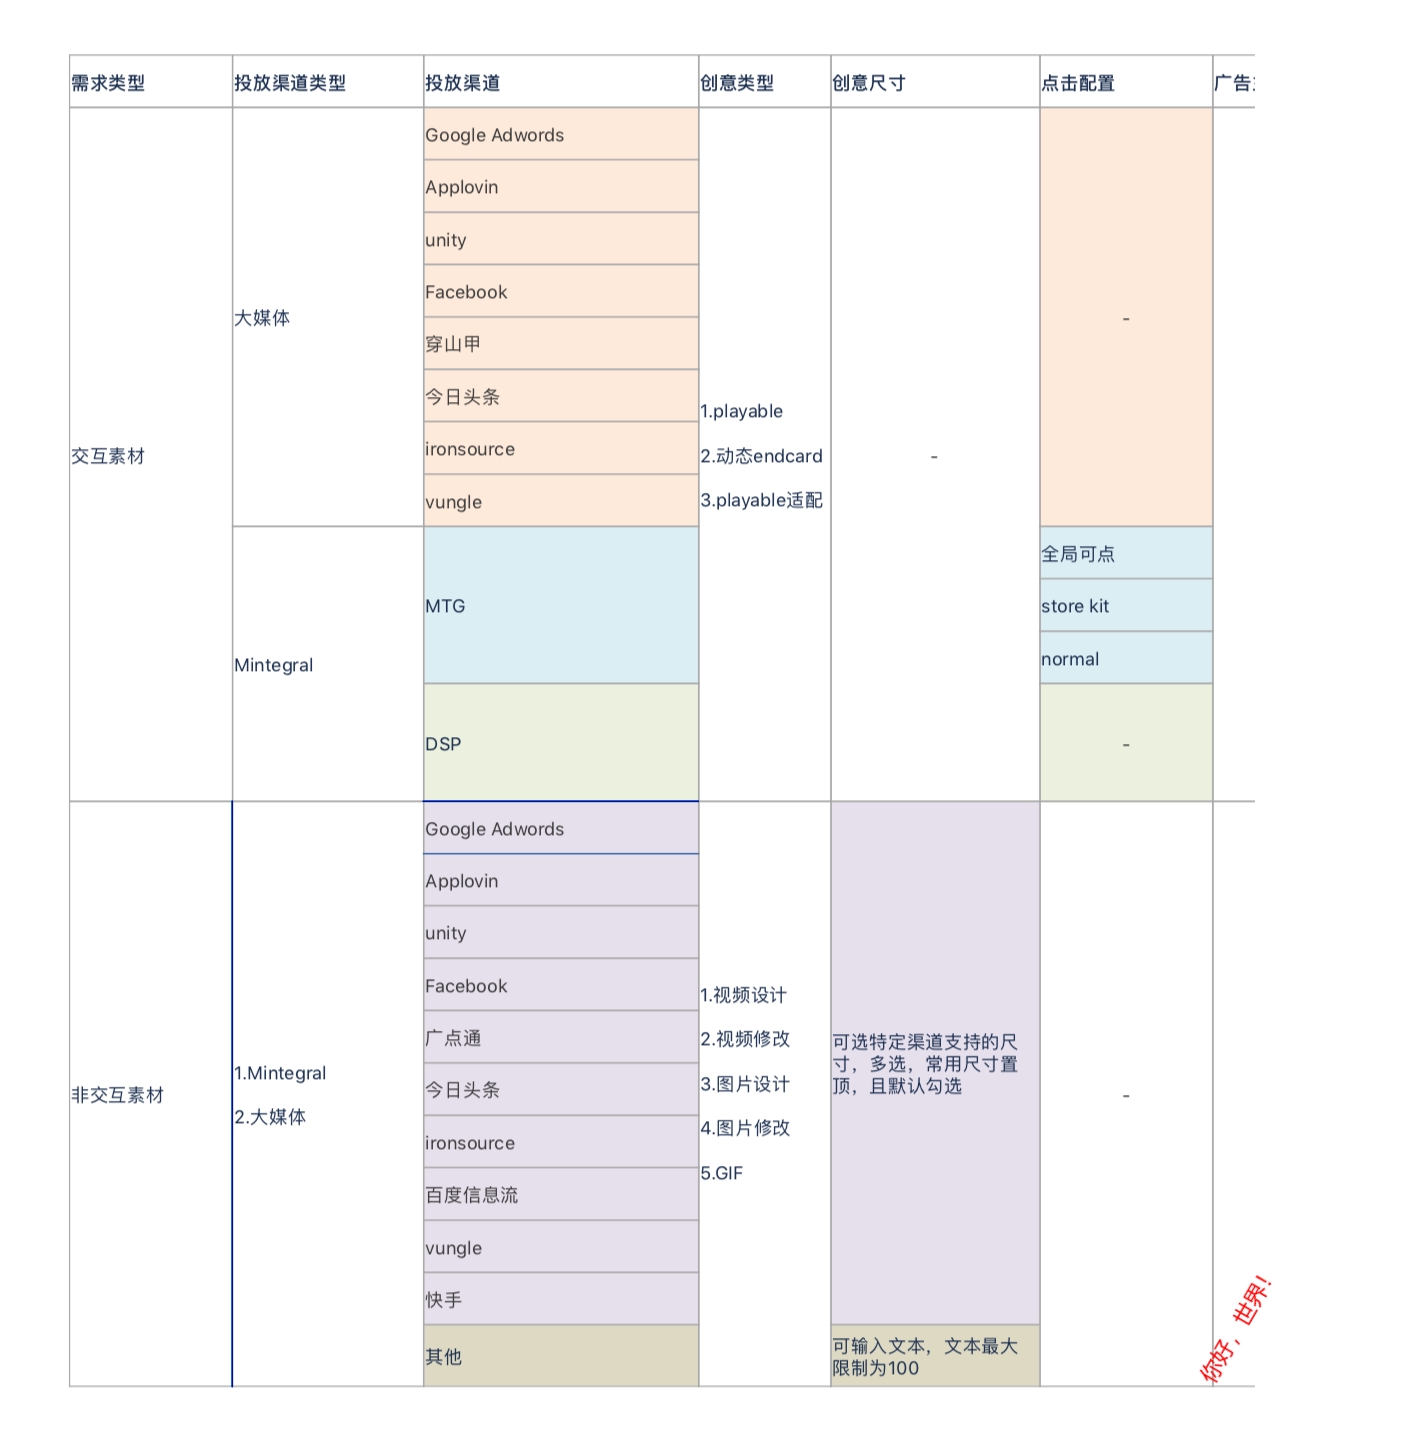 需求类型
投放渠道类型
投放渠道
创意类型
创意尺寸
点击配置
广告
交互素材
大媒体
Google Adwords
Applovin
unity
Facebook
穿山甲
今日头条
ironsource
vungle
1.playable
2.动态endcard
3.playable适配
-
-
Mintegral
MTG
全局可点
store kit
normal
DSP
-
非交互素材
1.Mintegral
2.大媒体
Google Adwords
Applovin
unity
Facebook
广点通
今日头条
ironsource
百度信息流
vungle
快手
其他
1.视频设计
2.视频修改
3.图片设计
4.图片修改
5.GIF
可选特定渠道支持的尺
寸，多选，常用尺寸置
顶，且默认勾选
可输入文本，文本最大
限制为100
-
你好，世界！